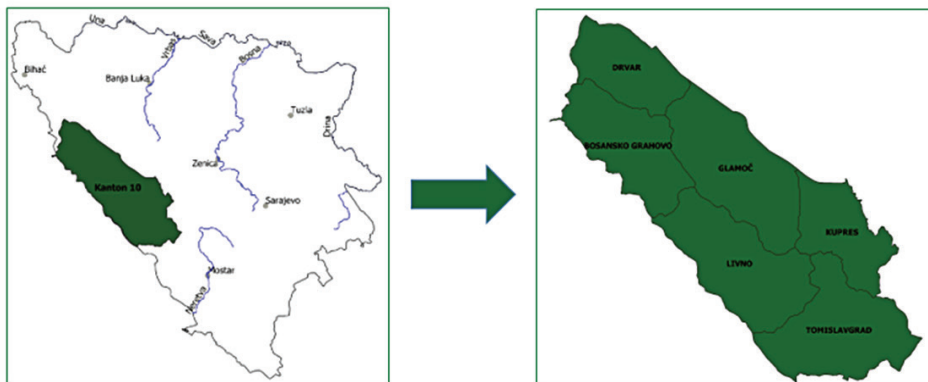 Una
Sava
Vrbas
Bosna
Bihać
Banja Luka
Tuzla
Drina
Zenica
Kanton 10
Sarajevo
Mostar
DRVAR
BOSANSKO GRAHOVO
GLAMOČ
KUPRES
LIVNO
TOMISLAVGRAD